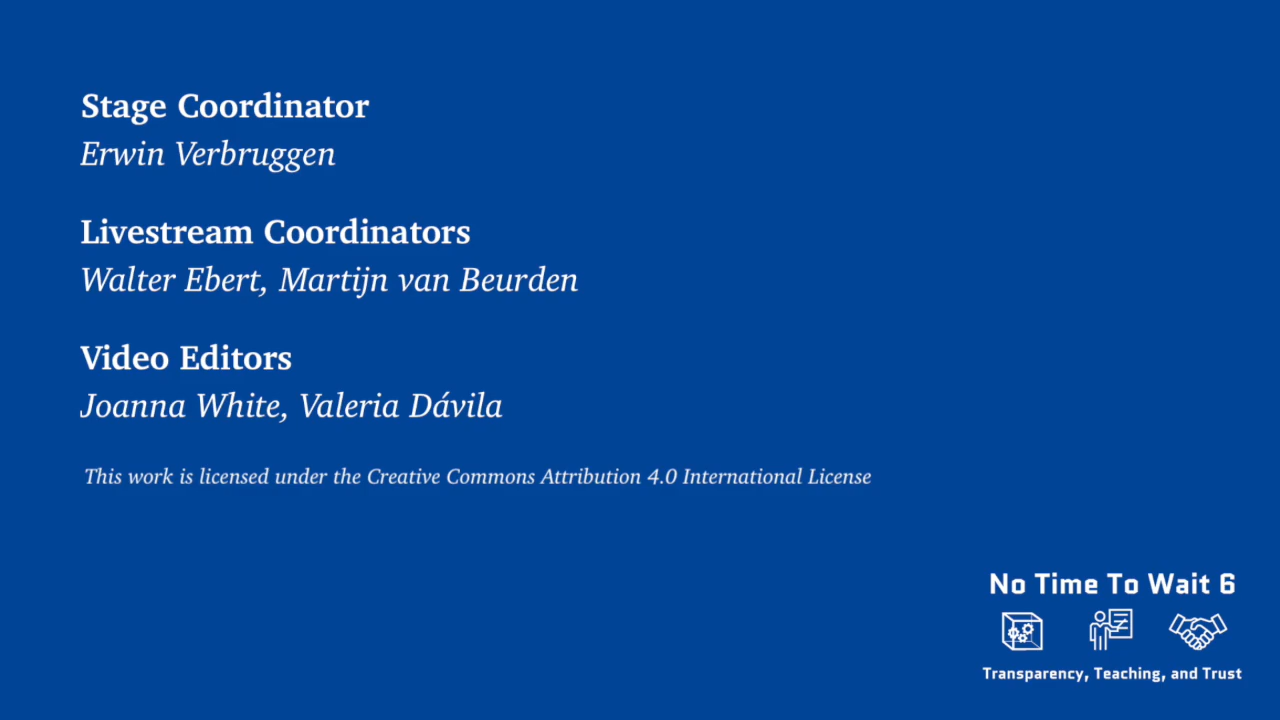 Stage Coordinator
Erwin Verbruggen
Livestream Coordinators
Walter Ebert, Martijn van Beurden
Video Editors
Joanna White, Valeria Dávila
This work is licensed under the Creative Commons Attribution 4.0 International License
No Time To Wait 6
Transparency, Teaching, and Trust